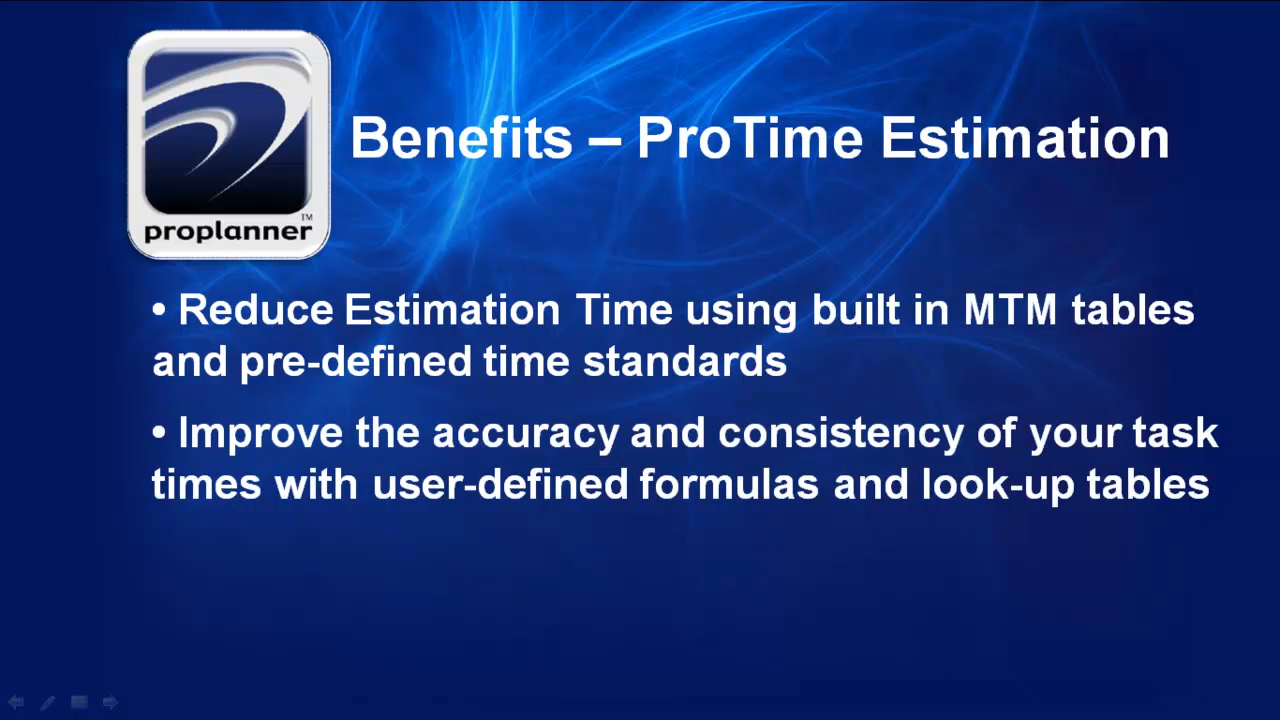 Benefits – ProTime Estimation
TM
proplanner
• Reduce Estimation Time using built in MTM tables
and pre-defined time standards
• Improve the accuracy and consistency of your task
times with user-defined formulas and look-up tables